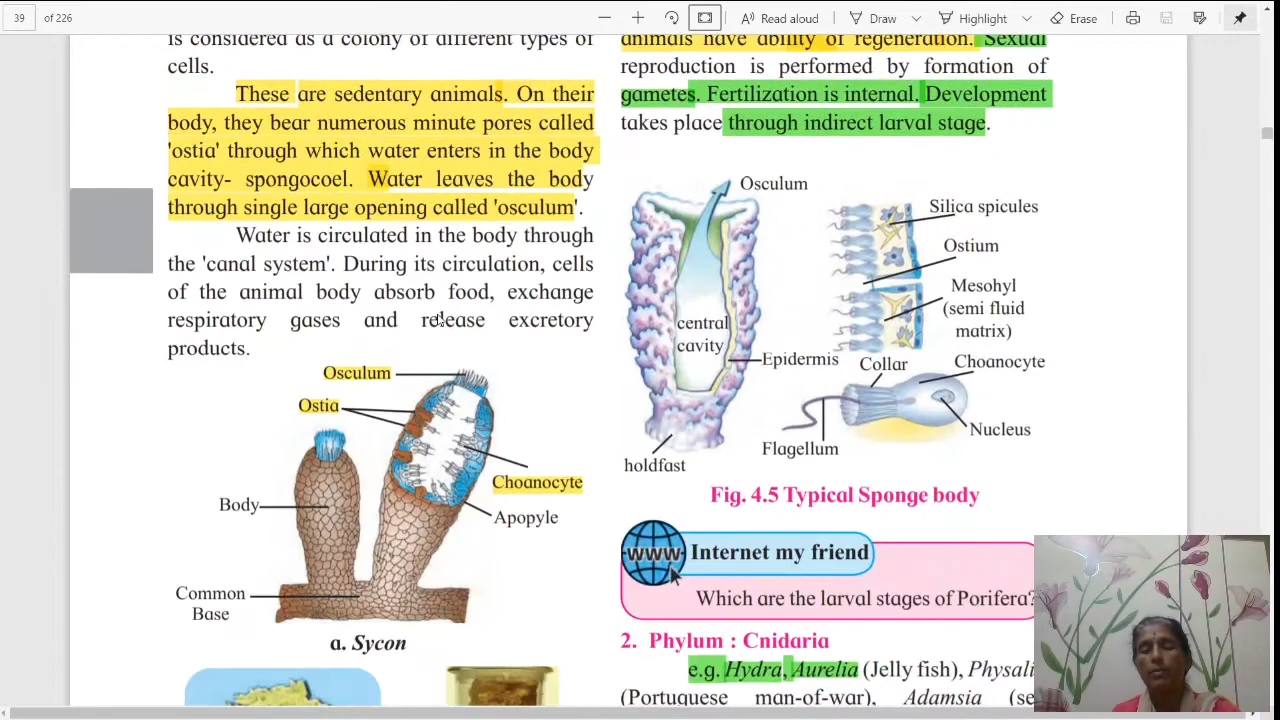 39 of 226
Read aloud
Draw
Highlight
Erase
is considered as a colony of different types of
cells.
These are sedentary animals. On their
body, they bear numerous minute pores called
'ostia' through which water enters in the body
cavity- spongocoel. Water leaves the body
through single large opening called 'osculum'.
Water is circulated in the body through
the 'canal system'. During its circulation, cells
of the animal body absorb food, exchange
respiratory gases and release excretory
products.
Osculum
Ostia
Choanocyte
Body
Apopyle
Common
Base
a. Sycon
animals have ability of regeneration. Sexual
reproduction is performed by formation of
gametes. Fertilization is internal. Development
takes place through indirect larval stage.
Osculum
Silica spicules
Ostium
Mesohyl
(semi fluid
matrix)
central
cavity
Epidermis
Collar
Choanocyte
Nucleus
Flagellum
holdfast
Fig. 4.5 Typical Sponge body
www
Internet my friend
Which are the larval stages of Porifera?
2. Phylum : Cnidaria
e.g. Hydra, Aurelia (Jelly fish), Physali
(Portuguese man-of-war), Adamsia (se